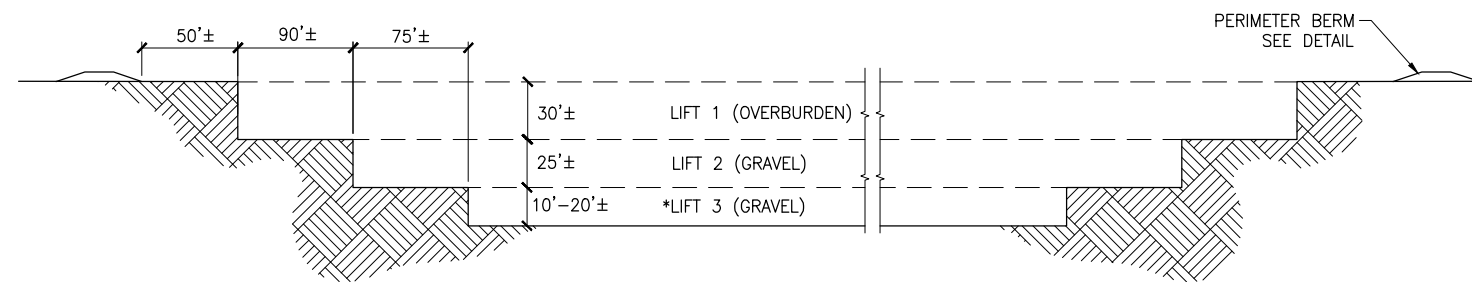 PERIMETER BERM
SEE DETAIL
50'± 90'± 75'±
30'± LIFT 1 (OVERBURDEN)
25'± LIFT 2 (GRAVEL)
10'-20'± *LIFT 3 (GRAVEL)